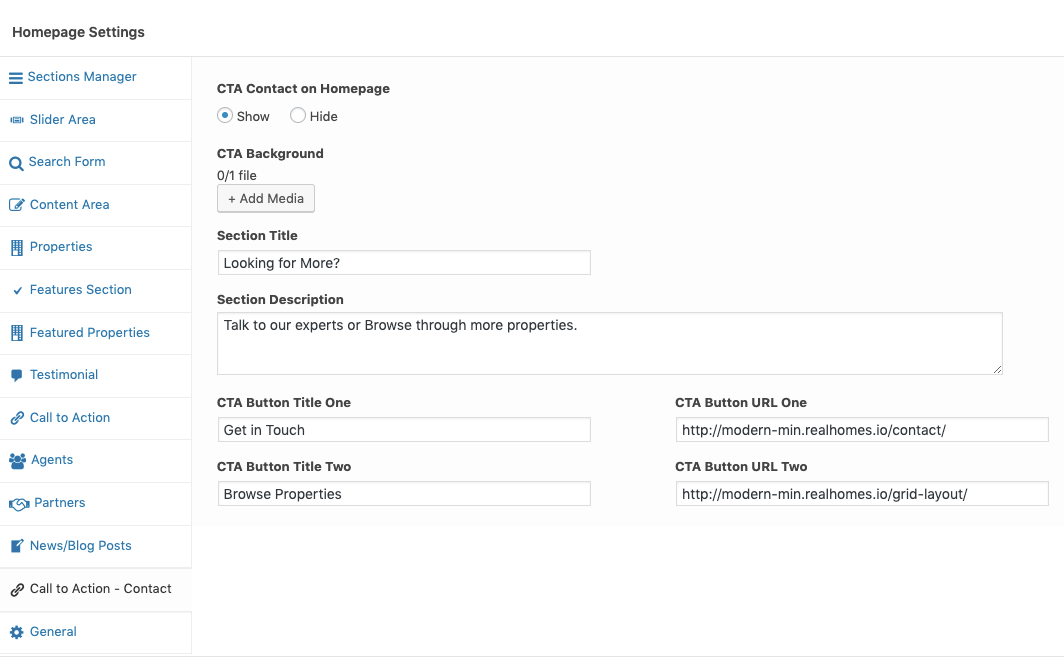 Homepage Settings
Sections Manager
Slider Area
Search Form
Content Area
Properties
Features Section
Featured Properties
Testimonial
Call to Action
Agents
Partners
News/Blog Posts
Call to Action - Contact
General
CTA Contact on Homepage
Show Hide
CTA Background
0/1 file
+ Add Media
Section Title
Looking for More?
Section Description
Talk to our experts or Browse through more properties.
CTA Button Title One CTA Button URL One
Get in Touch http://modern-min.realhomes.io/contact/
CTA Button Title Two CTA Button URL Two
Browse Properties http://modern-min.realhomes.io/grid-layout/